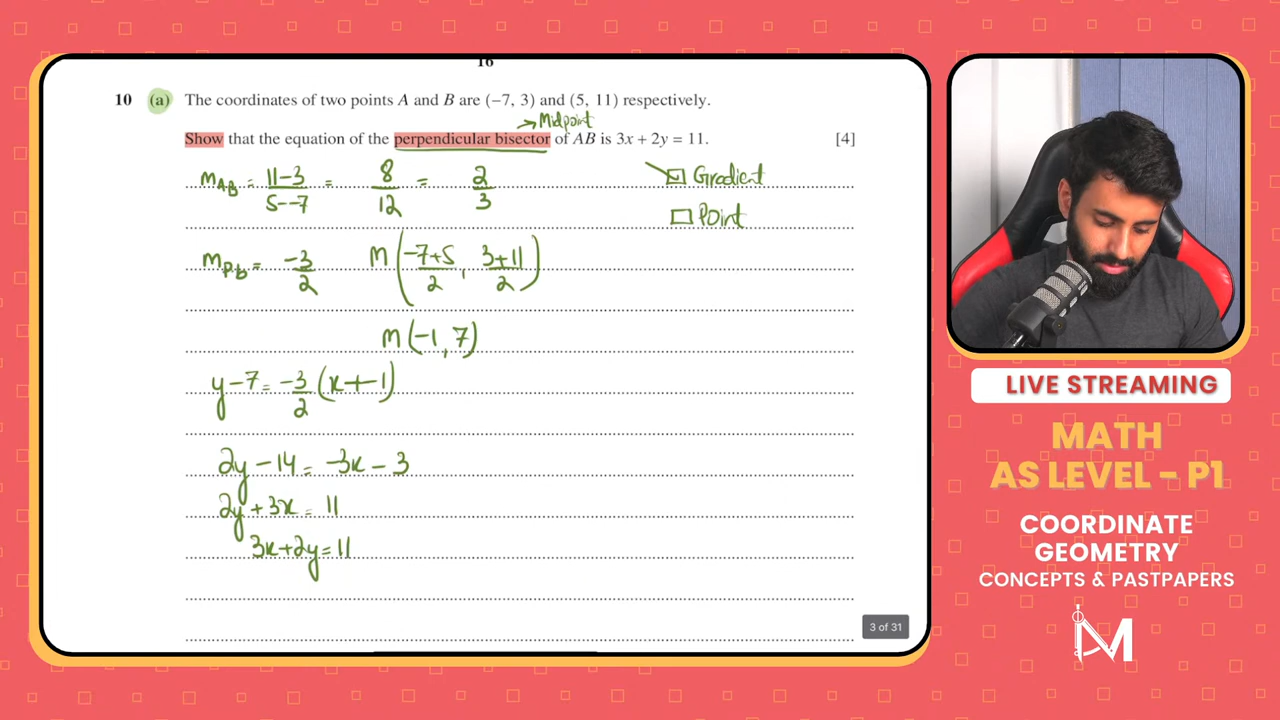 16
10 (a) The coordinates of two points A and B are (−7, 3) and (5, 11) respectively.
→ Midpoint
Show that the equation of the perpendicular bisector of AB is 3x + 2y = 11. [4]
m_AB = (11-3)/(5--7) = 8/12 = 2/3
Gradient
Point
m_P.b = -3/2 M((-7+5)/2, (3+11)/2)
M(-1, 7)
y-7 = -3/2 (x+-1)
2y - 14 = -3x - 3
2y + 3x = 11
3x+2y = 11
3 of 31
LIVE STREAMING
MATH
AS LEVEL - P1
COORDINATE
GEOMETRY
CONCEPTS & PASTPAPERS
M